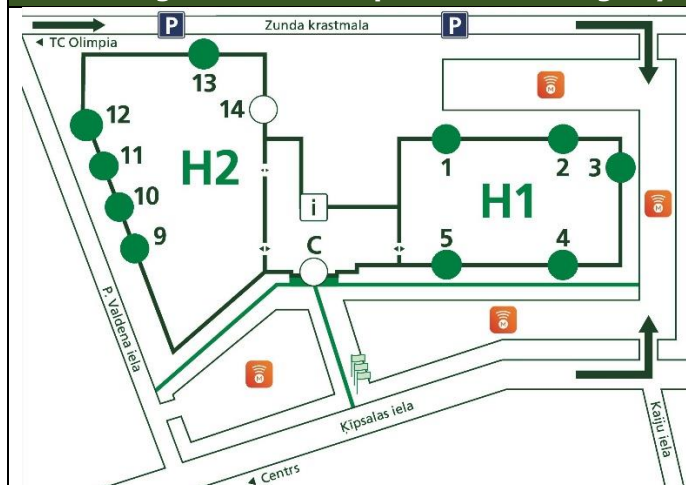 P
Zunda krastmala
P
TC Olimpia
13
14
12
11
10
9
H2
i
C
1
2
3
H1
5
4
M
M
M
M
P. Valdena iela
Ķīpsalas iela
Kaiju iela
Centrs